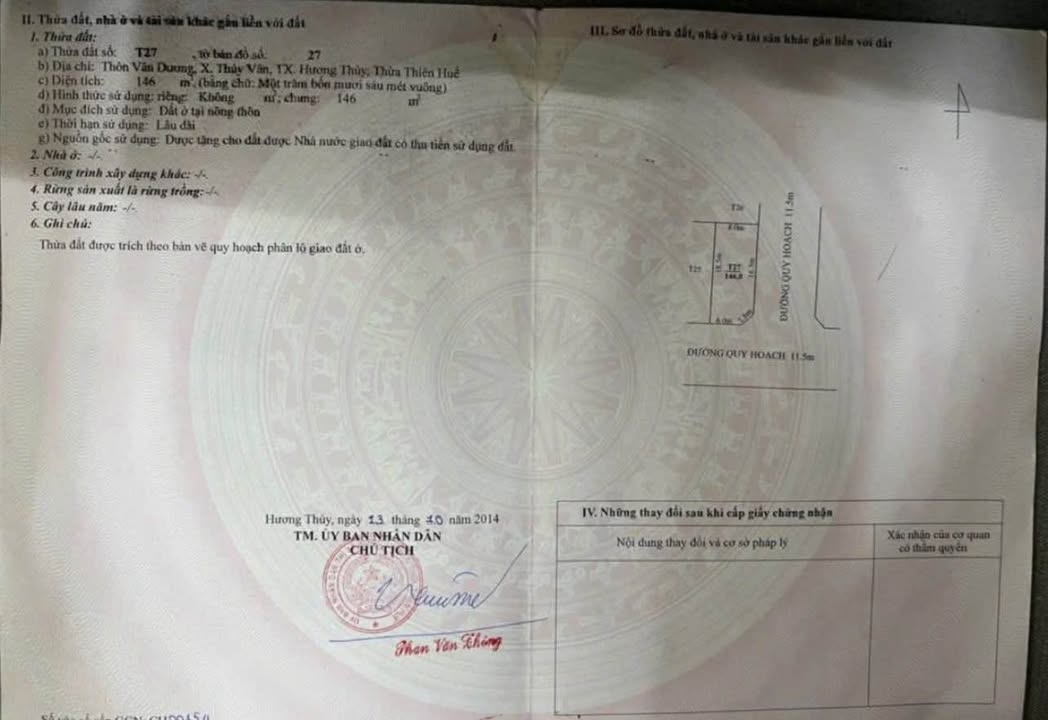 II. Thửa đất, nhà ở và tài sản khác gắn liền với đất
1. Thửa đất:
a) Thửa đất số: T27 , tờ bản đồ số: 27
b) Địa chỉ: Thôn Vân Dương, X. Thủy Vân, TX. Hương Thủy, Thừa Thiên Huế
c) Diện tích: 146 m², (bằng chữ: Một trăm bốn mươi sáu mét vuông)
d) Hình thức sử dụng: riêng: Không m²; chung: 146 m²
đ) Mục đích sử dụng: Đất ở tại nông thôn
e) Thời hạn sử dụng: Lâu dài
g) Nguồn gốc sử dụng: Được tặng cho đất được Nhà nước giao đất có thu tiền sử dụng đất.
2. Nhà ở: -/-
3. Công trình xây dựng khác: -/-
4. Rừng sản xuất là rừng trồng: -/-
5. Cây lâu năm: -/-
6. Ghi chú:
Thửa đất được trích theo bản vẽ quy hoạch phân lô giao đất ở.
Hương Thủy, ngày 23 tháng 10 năm 2014
TM. ỦY BAN NHÂN DÂN
CHỦ TỊCH
Phan Văn
III. Sơ đồ thửa đất, nhà ở và tài sản khác gắn liền với đất
T26
8.0m
T25
T27
146,0
18.5m
6.0m
ĐƯỜNG QUY HOẠCH 11.5m
ĐƯỜNG QUY HOẠCH 11.5m
IV. Những thay đổi sau khi cấp giấy chứng nhận
Nội dung thay đổi và cơ sở pháp lý
Xác nhận của cơ quan
có thẩm quyền